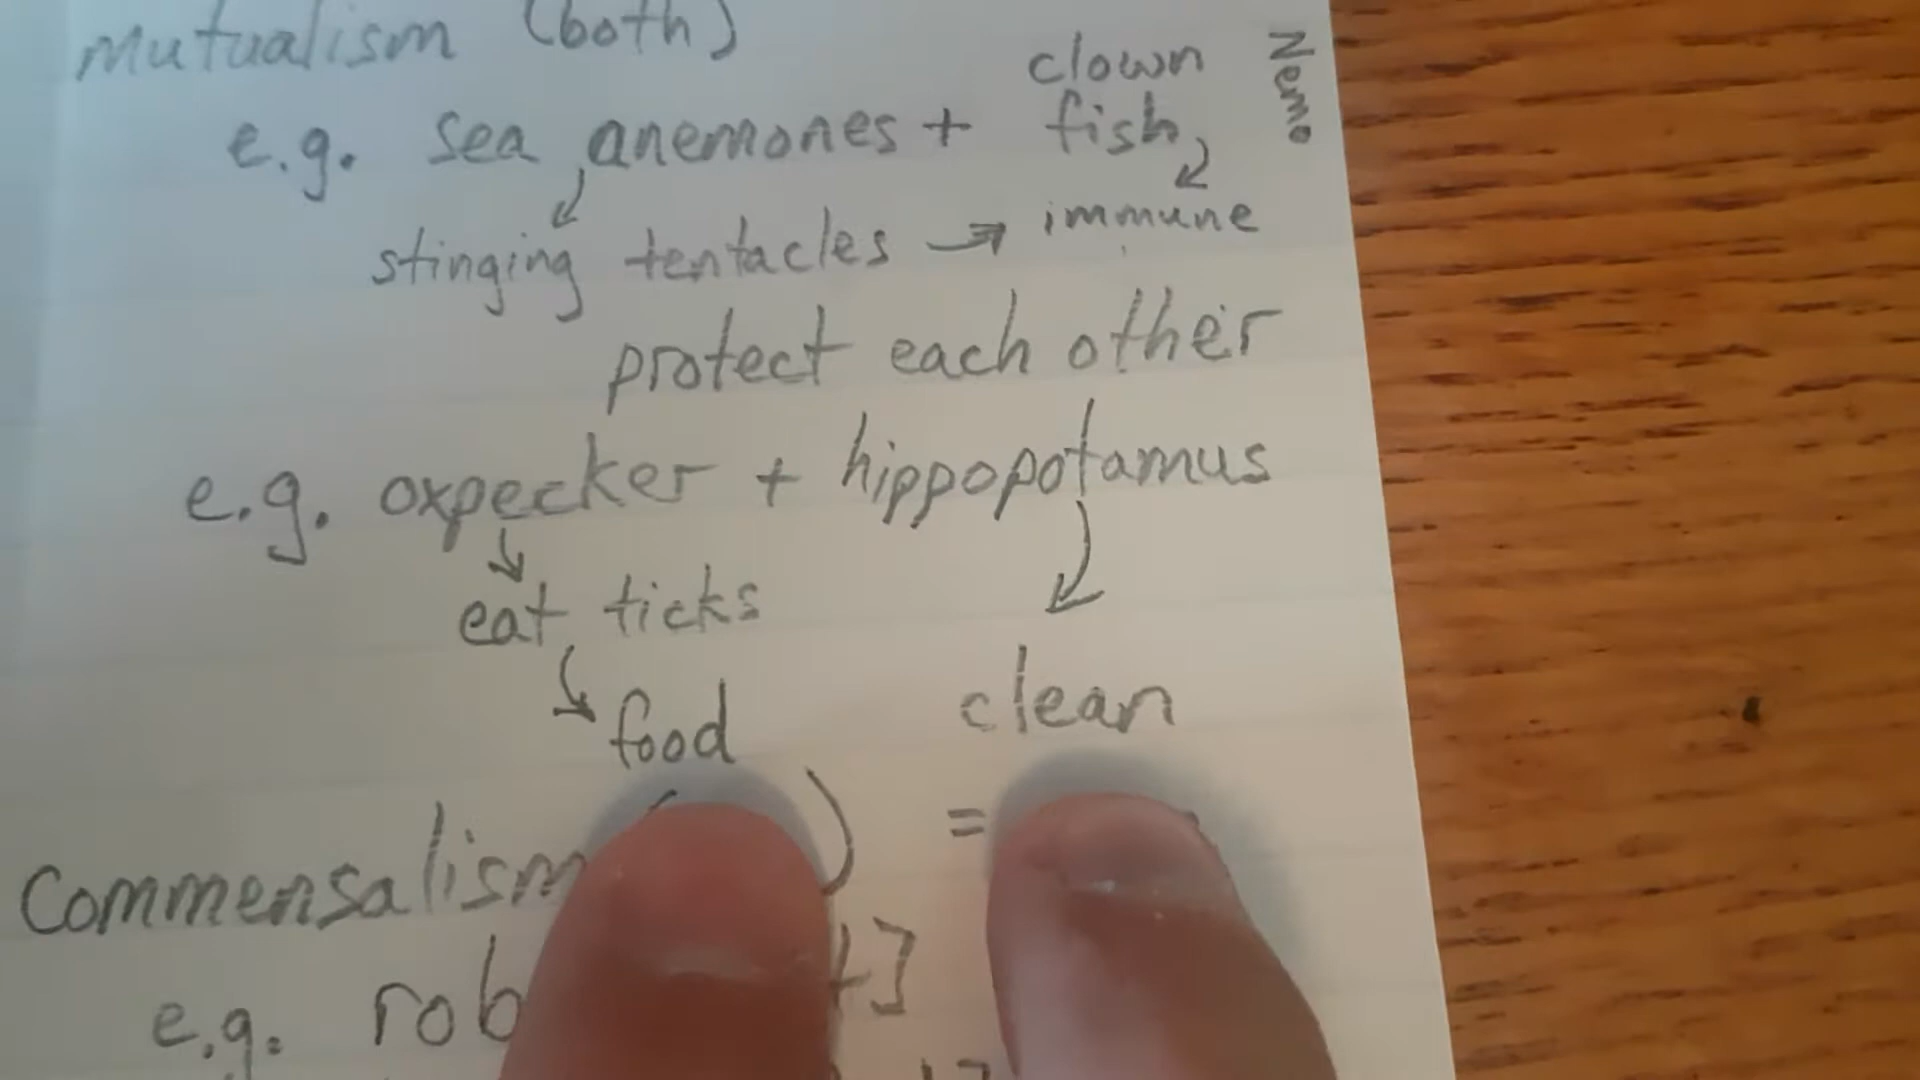 mutualism (both)
clown
Nemo
e.g. sea anemones + fish
stinging tentacles → immune
protect each other
e.g. oxpecker + hippopotamus
eat ticks
food
clean
Commensalism ) =
e.g.